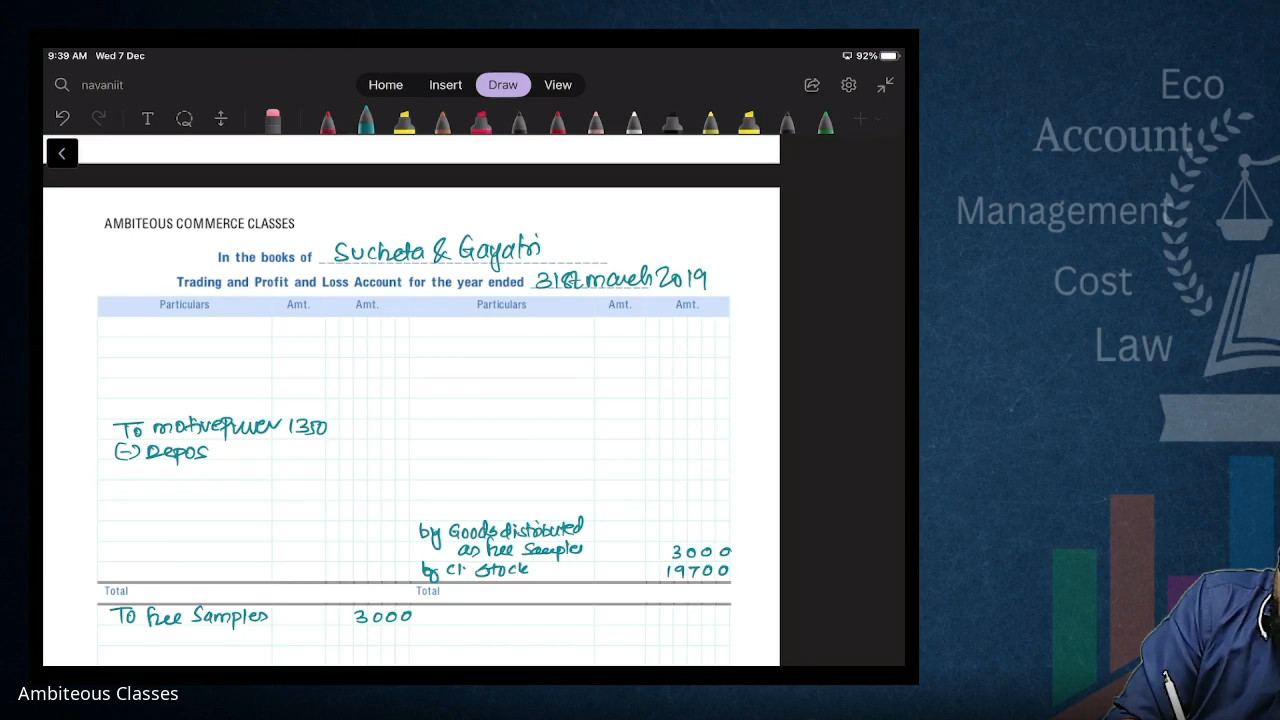 9:39 AM Wed 7 Dec
92%
navaniit
Home Insert Draw View
AMBITEOUS COMMERCE CLASSES
In the books of Sucheta & Gayatri
Trading and Profit and Loss Account for the year ended 31st march 2019
Particulars Amt. Amt. Particulars Amt. Amt.
To motive power 1350
(-) Depos
by Goods distributed
as free Samples 3000
by Cl. Stock 19700
Total Total
To free Samples 3000
Eco
Account
Management
Cost
Law
Ambiteous Classes